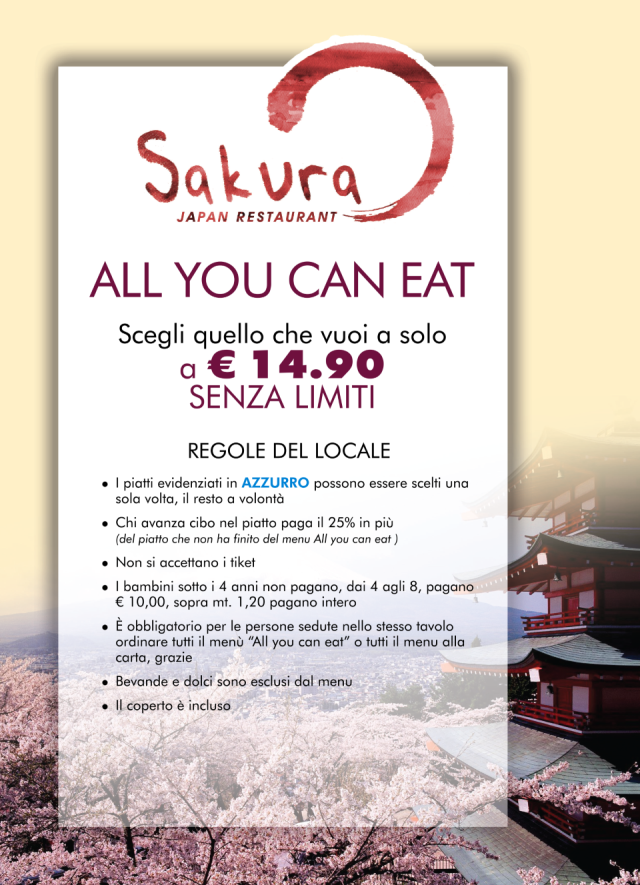 Sakura
JAPAN RESTAURANT
ALL YOU CAN EAT
Scegli quello che vuoi a solo
a € 14.90
SENZA LIMITI
REGOLE DEL LOCALE
• I piatti evidenziati in AZZURRO possono essere scelti una
sola volta, il resto a volontà
• Chi avanza cibo nel piatto paga il 25% in più
(del piatto che non ha finito del menu All you can eat )
• Non si accettano i tiket
• I bambini sotto i 4 anni non pagano, dai 4 agli 8, pagano
€ 10,00, sopra mt. 1,20 pagano intero
• È obbligatorio per le persone sedute nello stesso tavolo
ordinare tutti il menù “All you can eat” o tutti il menu alla
carta, grazie
• Bevande e dolci sono esclusi dal menu
• Il coperto è incluso